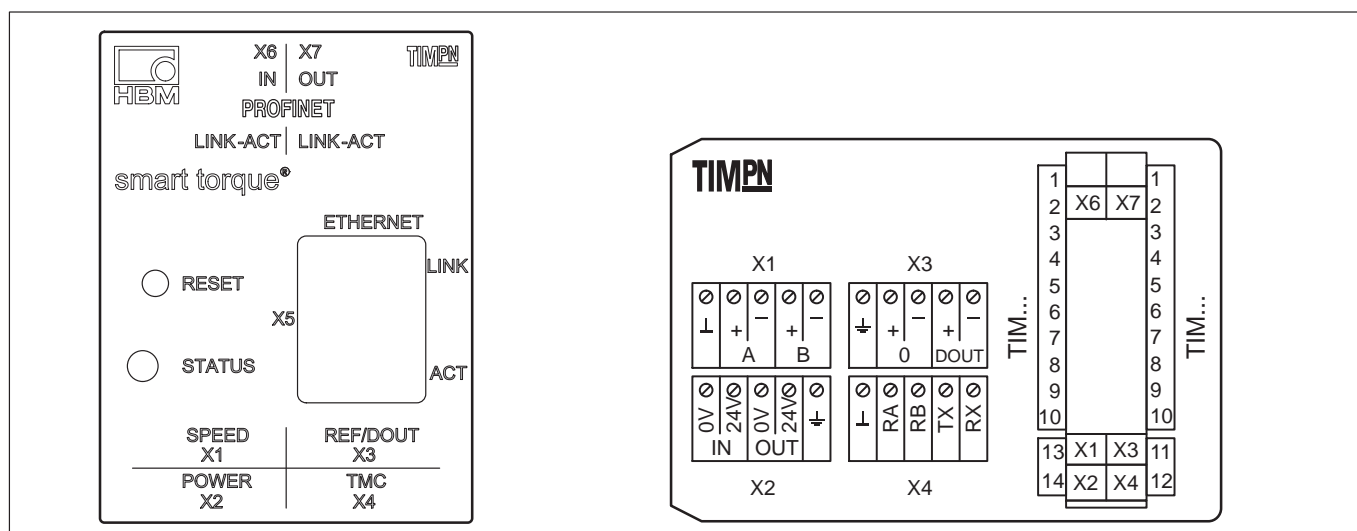 X6 X7
IN OUT
PROFINET
LINK-ACT LINK-ACT
HBM
TIMPN
smart torque®
ETHERNET
LINK
RESET
X5
STATUS
ACT
SPEED
X1
REF/DOUT
X3
POWER
X2
TMC
X4
TIMPN
X1
+ − + −
A B
X3
+ − + −
0 DOUT
0V 24V 0V 24V
IN OUT
X2
RA RB TX RX
X4
TIM...
1
2
3
4
5
6
7
8
9
10
13
14
X6 X7
X1 X3
X2 X4
1
2
3
4
5
6
7
8
9
10
11
12
TIM...